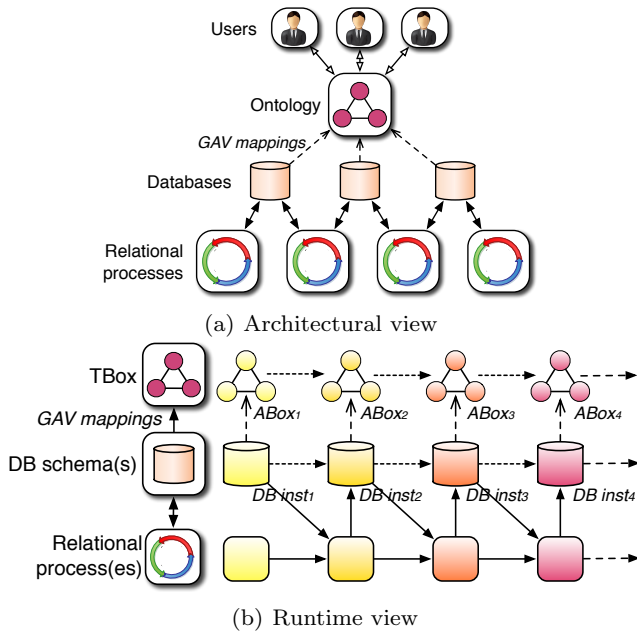 Users
Ontology
GAV mappings
Databases
Relational
processes
(a) Architectural view
TBox
ABox1 ABox2 ABox3 ABox4
GAV mappings
DB schema(s)
DB inst1 DB inst2 DB inst3 DB inst4
Relational
process(es)
(b) Runtime view